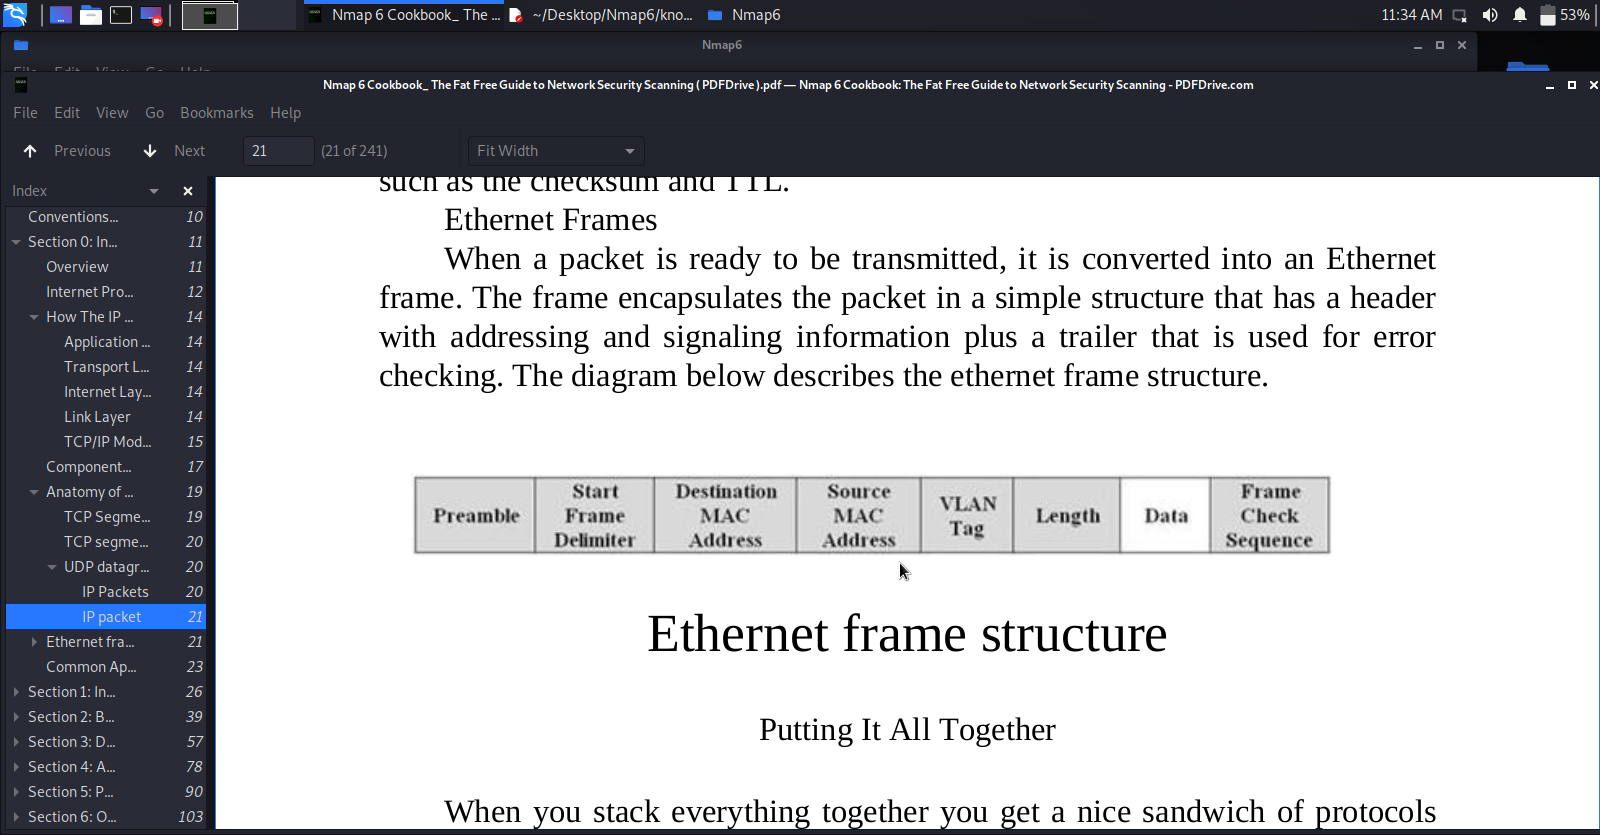 Nmap 6 Cookbook_ The ...
~/Desktop/Nmap6/kno...
Nmap6
11:34 AM
53%
Nmap6
File Edit View Go Help
Nmap 6 Cookbook_ The Fat Free Guide to Network Security Scanning ( PDFDrive ).pdf — Nmap 6 Cookbook: The Fat Free Guide to Network Security Scanning - PDFDrive.com
File Edit View Go Bookmarks Help
Previous Next 21 (21 of 241) Fit Width
Index
Conventions... 10
Section 0: In... 11
Overview 11
Internet Pro... 12
How The IP ... 14
Application ... 14
Transport L... 14
Internet Lay... 14
Link Layer 14
TCP/IP Mod... 15
Component... 17
Anatomy of ... 19
TCP Segme... 19
TCP segme... 20
UDP datagr... 20
IP Packets 20
IP packet 21
Ethernet fra... 21
Common Ap... 23
Section 1: In... 26
Section 2: B... 39
Section 3: D... 57
Section 4: A... 78
Section 5: P... 90
Section 6: O... 103
such as the checksum and TTL.
Ethernet Frames
When a packet is ready to be transmitted, it is converted into an Ethernet
frame. The frame encapsulates the packet in a simple structure that has a header
with addressing and signaling information plus a trailer that is used for error
checking. The diagram below describes the ethernet frame structure.
Preamble
Start
Frame
Delimiter
Destination
MAC
Address
Source
MAC
Address
VLAN
Tag
Length
Data
Frame
Check
Sequence
Ethernet frame structure
Putting It All Together
When you stack everything together you get a nice sandwich of protocols